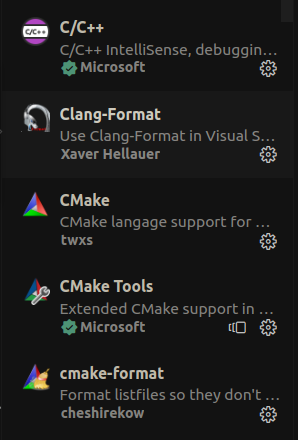 C/C++
C/C++
C/C++ IntelliSense, debuggin...
Microsoft
Clang-Format
Use Clang-Format in Visual S...
Xaver Hellauer
CMake
CMake langage support for ...
twxs
CMake Tools
Extended CMake support in ...
Microsoft
cmake-format
Format listfiles so they don't ...
cheshirekow